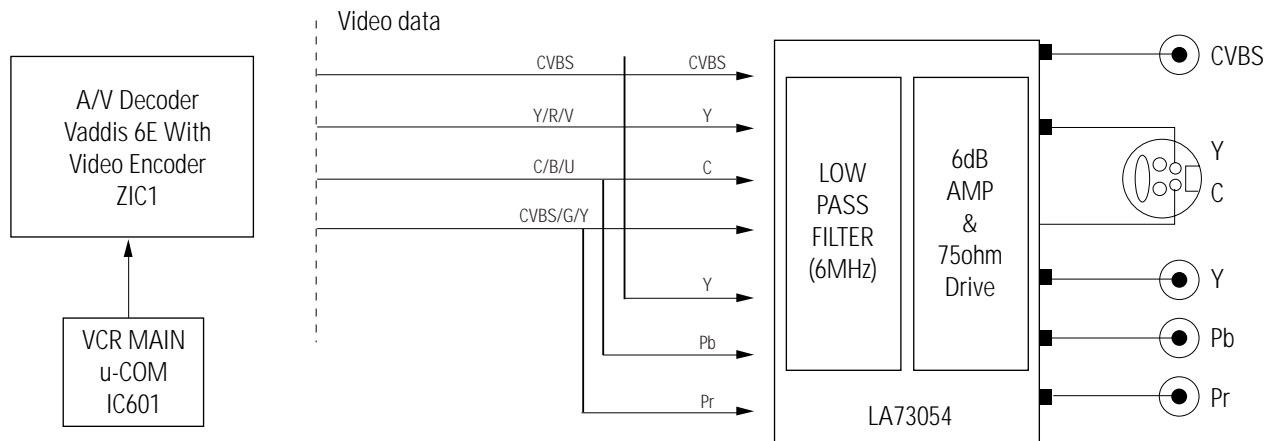 Video data
A/V Decoder
Vaddis 6E With
Video Encoder
ZIC1
VCR MAIN
u-COM
IC601
CVBS
CVBS
Y/R/V
Y
C/B/U
C
CVBS/G/Y
Y
Pb
Pr
LOW
PASS
FILTER
(6MHz)
6dB
AMP
&
75ohm
Drive
LA73054
CVBS
Y
C
Y
Pb
Pr